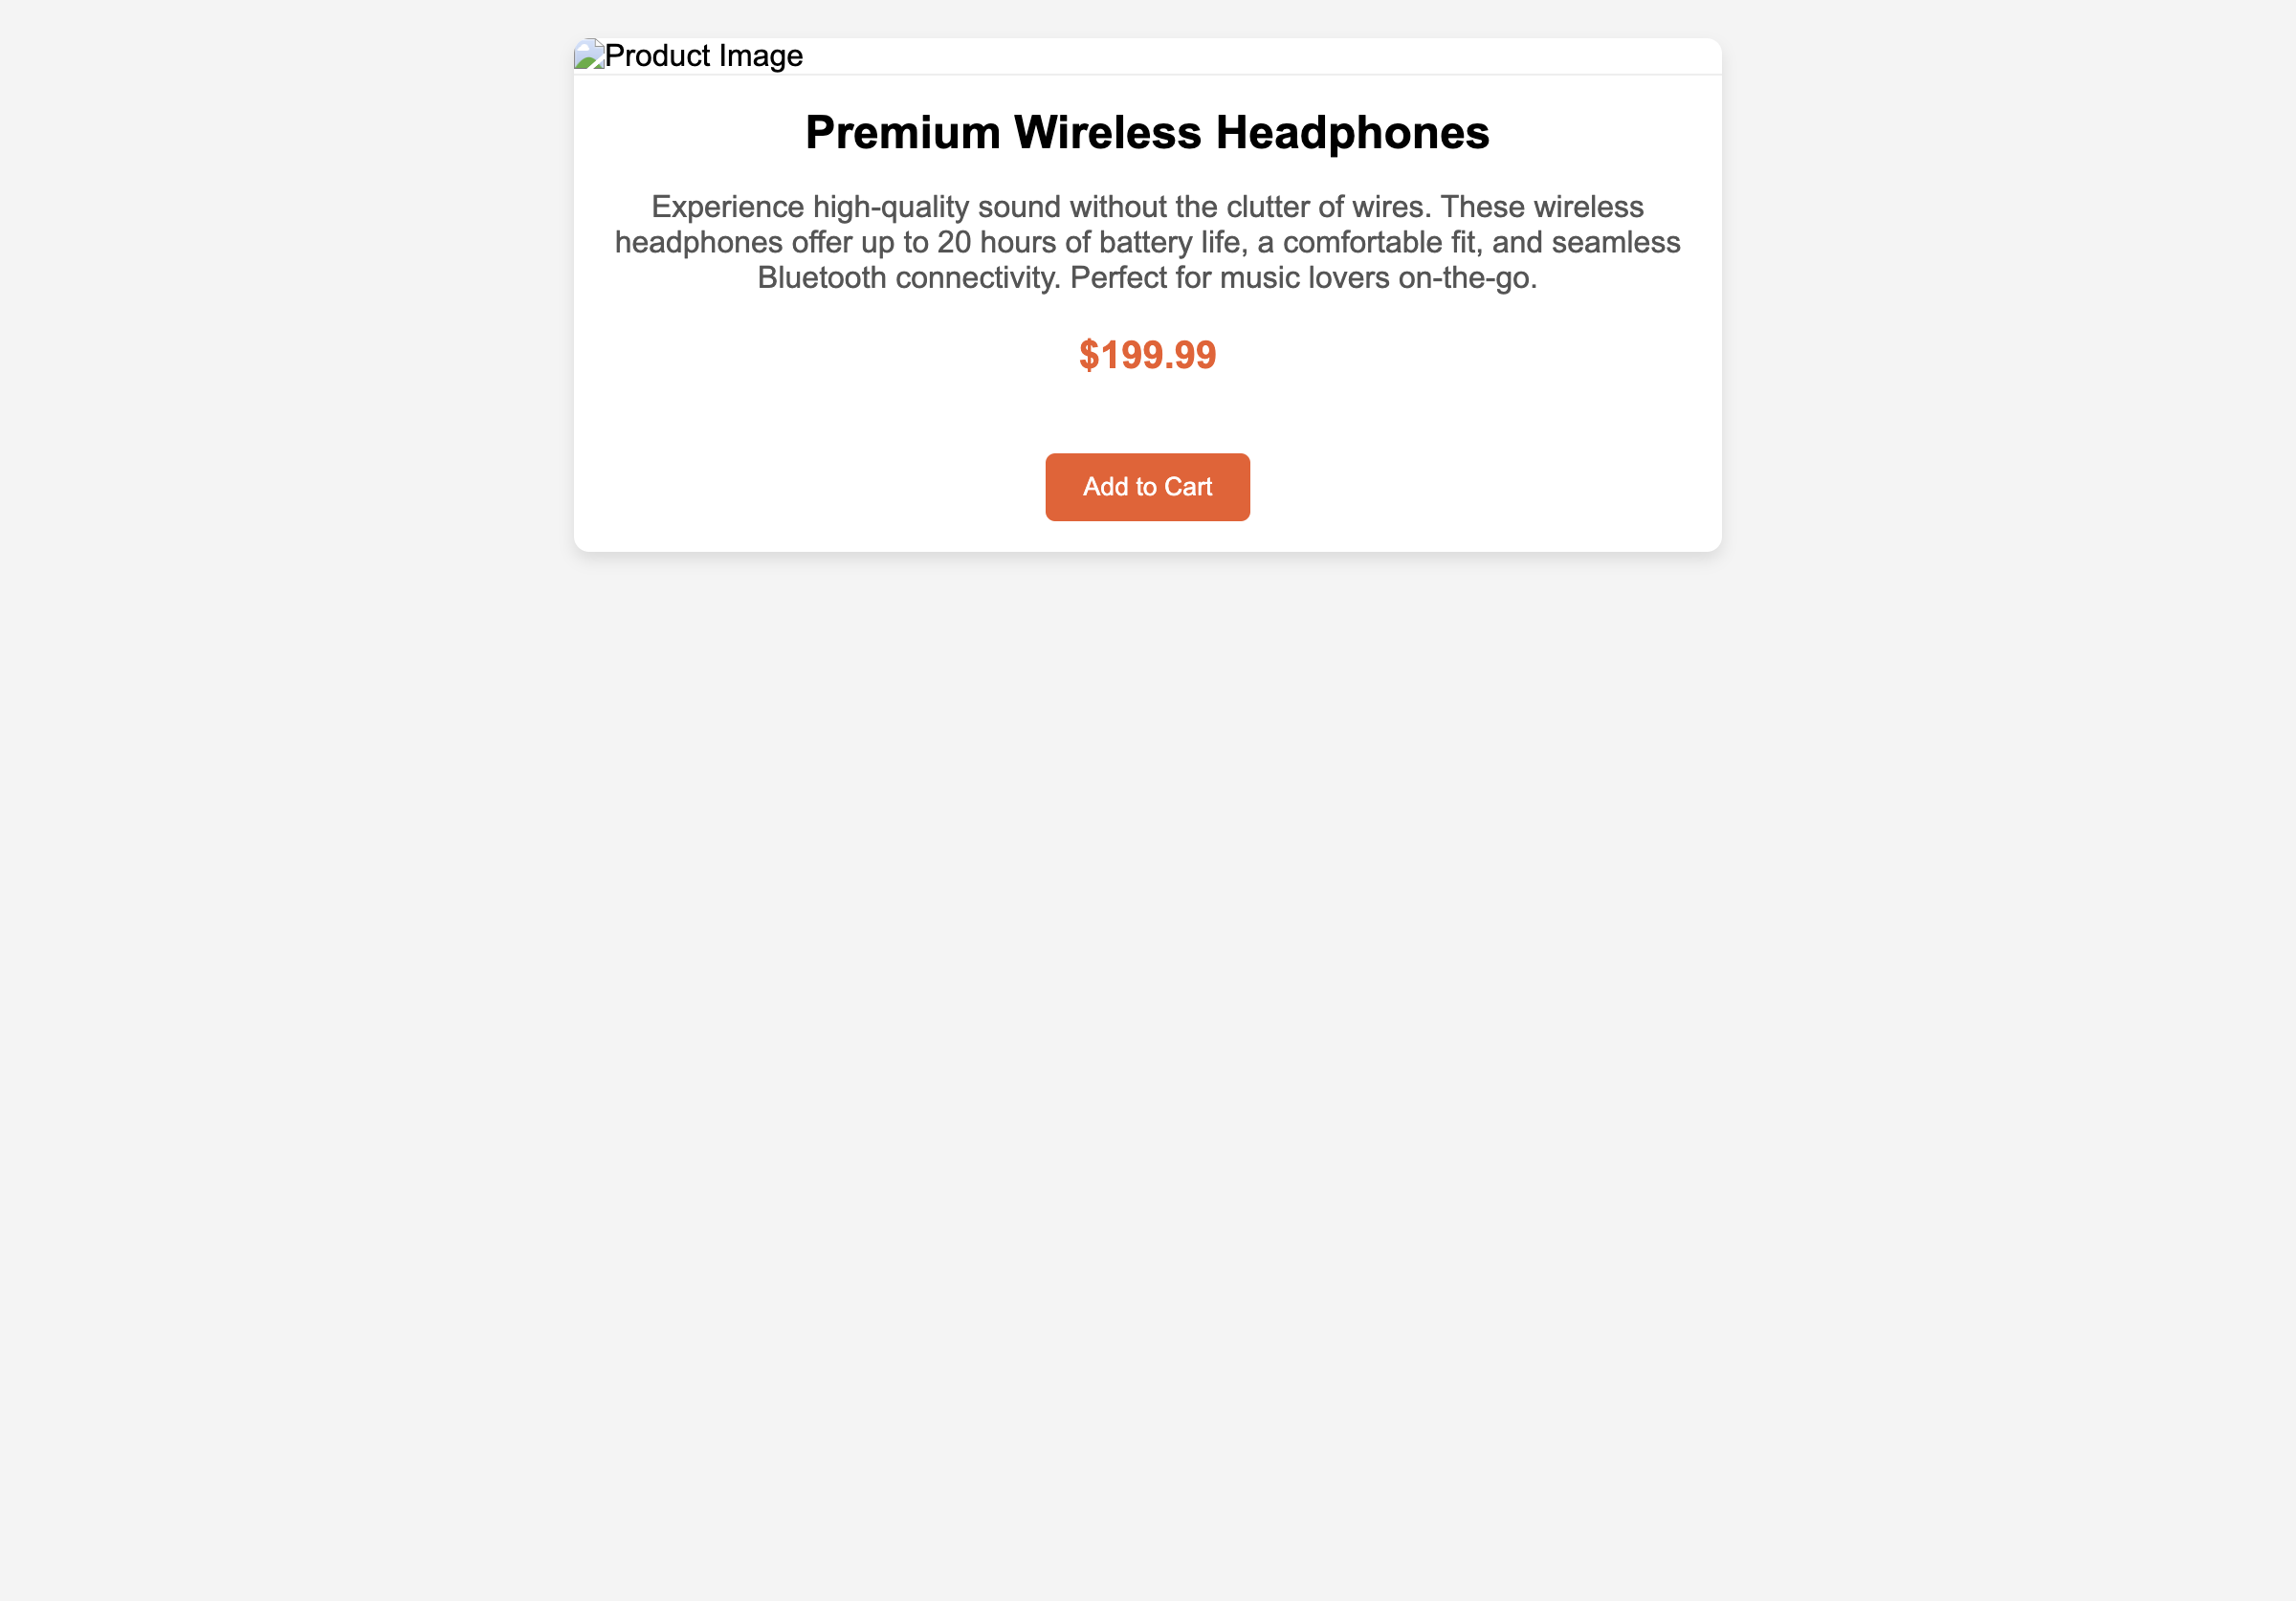 Product Image
Premium Wireless Headphones
Experience high-quality sound without the clutter of wires. These wireless
headphones offer up to 20 hours of battery life, a comfortable fit, and seamless
Bluetooth connectivity. Perfect for music lovers on-the-go.
$199.99
Add to Cart